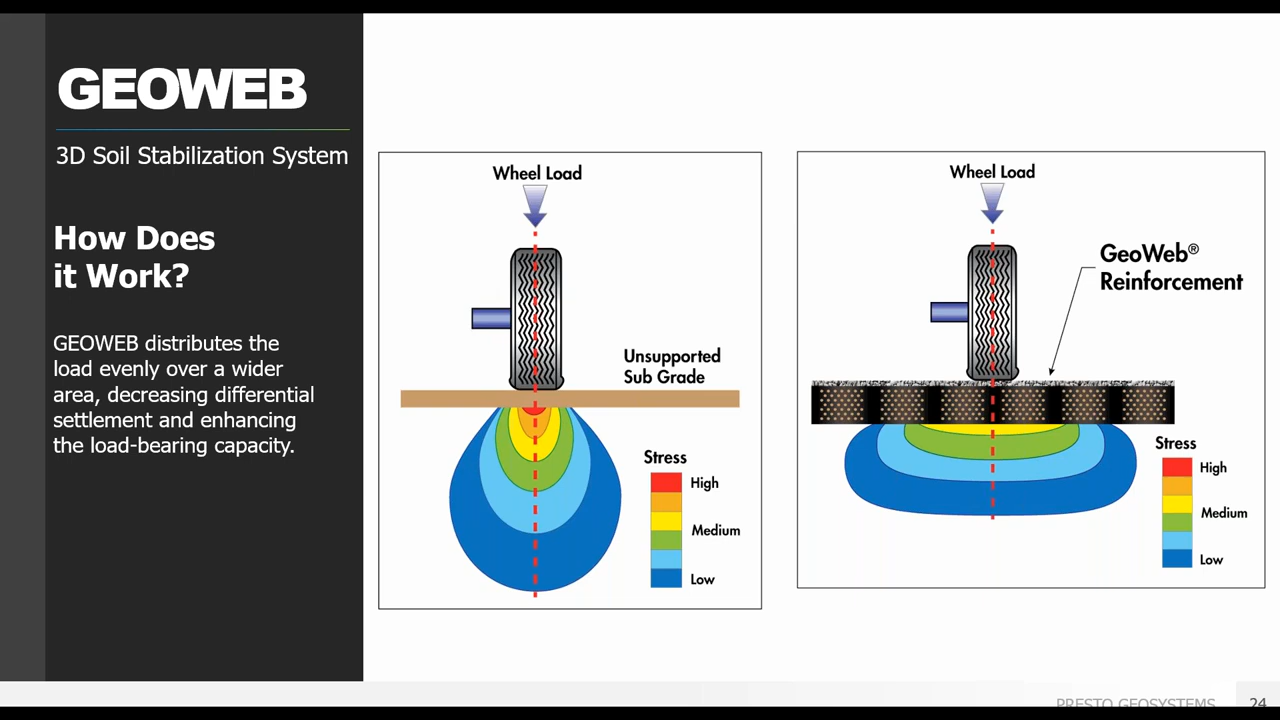 GEOWEB
3D Soil Stabilization System
How Does
it Work?
GEOWEB distributes the
load evenly over a wider
area, decreasing differential
settlement and enhancing
the load-bearing capacity.
Wheel Load
Unsupported
Sub Grade
Stress
High
Medium
Low
Wheel Load
GeoWeb®
Reinforcement
Stress
High
Medium
Low
PRESTO GEOSYSTEMS
24